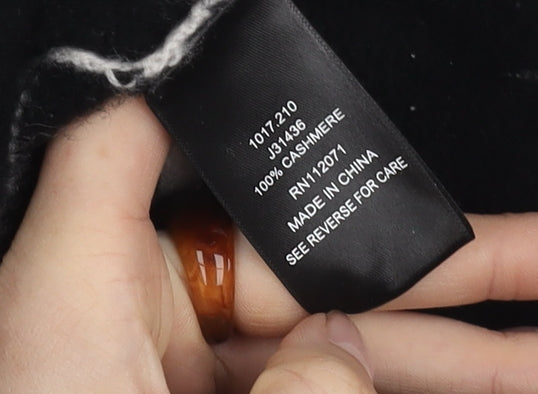 1017.210
J31436
100% CASHMERE
RN112071
MADE IN CHINA
SEE REVERSE FOR CARE